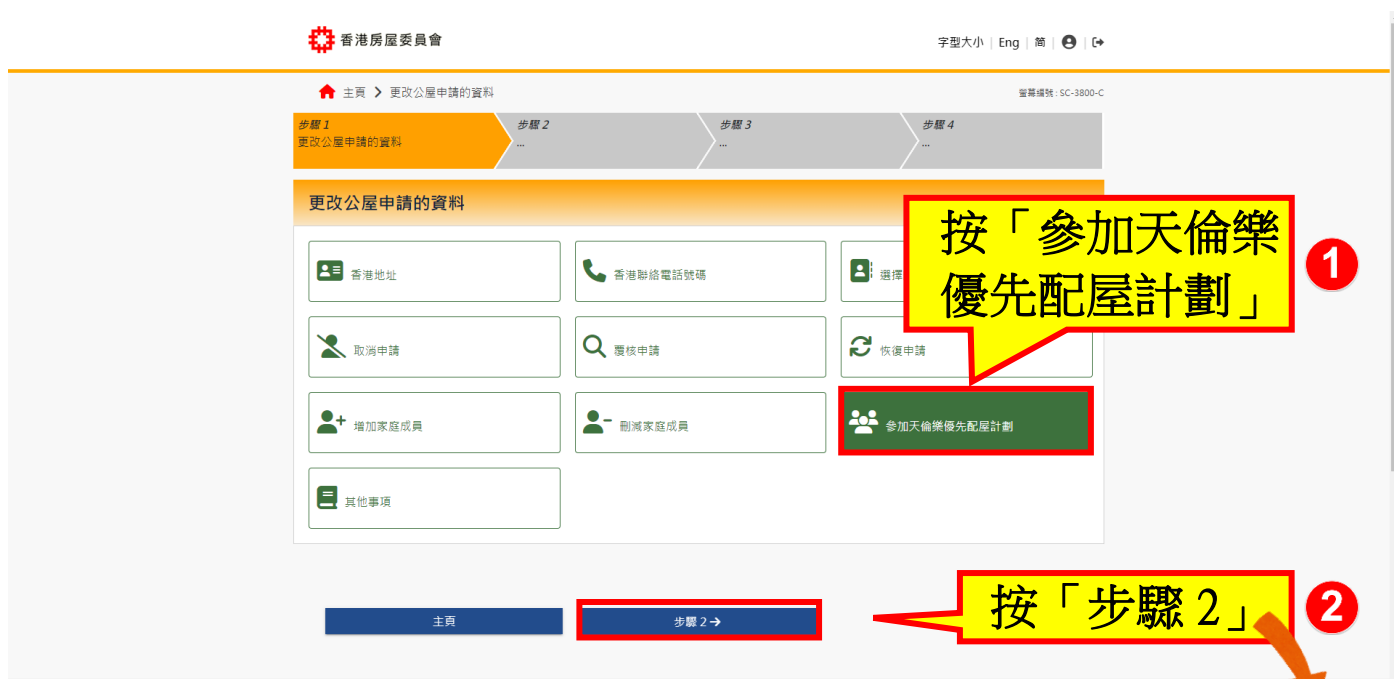 香港房屋委員會
字型大小 | Eng | 简
主頁 > 更改公屋申請的資料
螢幕編號 : SC-3800-C
步驟 1
更改公屋申請的資料
步驟 2
...
步驟 3
...
步驟 4
...
更改公屋申請的資料
按「參加天倫樂
優先配屋計劃」
1
香港地址
香港聯絡電話號碼
選擇
取消申請
覆核申請
恢復申請
增加家庭成員
刪減家庭成員
參加天倫樂優先配屋計劃
其他事項
主頁
步驟 2→
按「步驟 2」
2